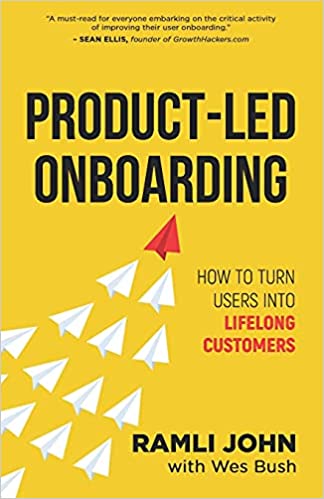 "A must-read for everyone embarking on the critical activity
of improving their user onboarding."
– SEAN ELLIS, founder of GrowthHackers.com
PRODUCT-LED
ONBOARDING
HOW TO TURN
USERS INTO
LIFELONG
CUSTOMERS
RAMLI JOHN
with Wes Bush